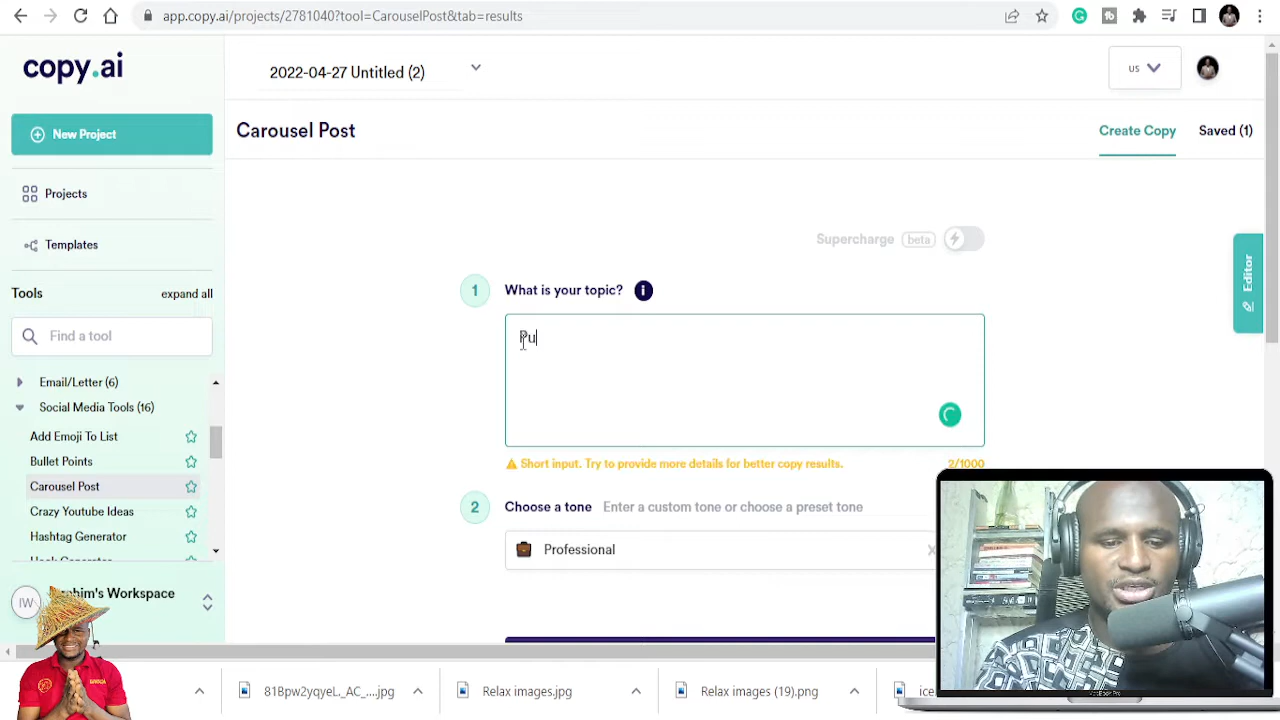 app.copy.ai/projects/2781040?tool=CarouselPost&tab=results
copy.ai
2022-04-27 Untitled (2)
us
New Project
Carousel Post
Create Copy
Saved (1)
Projects
Supercharge beta
Templates
Editor
1 What is your topic? i
Tools expand all
Find a tool
Pu
Email/Letter (6)
Social Media Tools (16)
Add Emoji To List
Bullet Points
Short input. Try to provide more details for better copy results.
2/1000
Carousel Post
2 Choose a tone Enter a custom tone or choose a preset tone
Crazy Youtube Ideas
Hashtag Generator
Professional
Hook Generator
IW
Workspace
818pw2yqyeL._AC_....jpg
Relax images.jpg
Relax images (19).png
ice